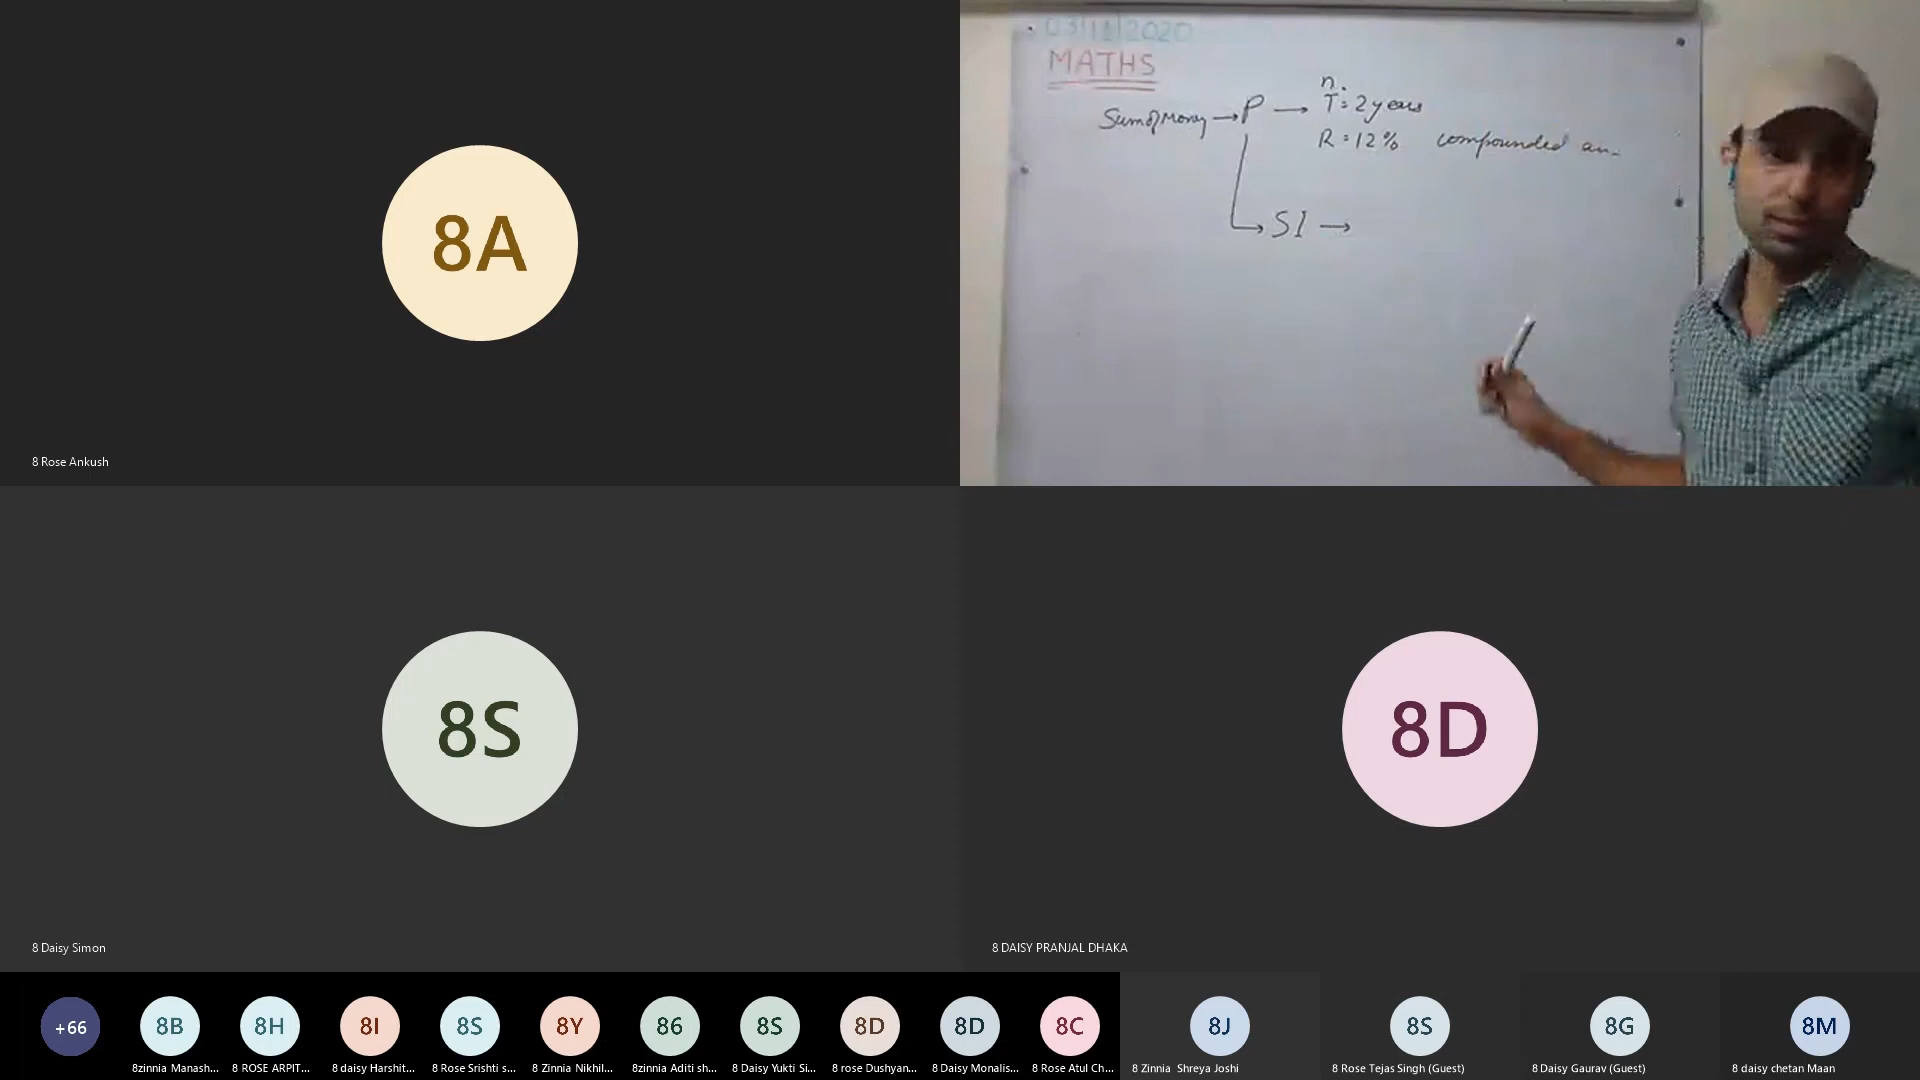 8A
8 Rose Ankush
03/11/2020
MATHS
n.
Sum of Money → P → T = 2 years
R = 12% compounded an-
SI →
8S
8 Daisy Simon
8D
8 DAISY PRANJAL DHAKA
+66
8B
8H
8I
8S
8Y
86
8S
8D
8D
8C
8J
8S
8G
8M
8zinnia Manash...
8 ROSE ARPIT...
8 daisy Harshit...
8 Rose Srishti s...
8 Zinnia Nikhil...
8zinnia Aditi sh...
8 Daisy Yukti Si...
8 rose Dushyan...
8 Daisy Monalis...
8 Rose Atul Ch...
8 Zinnia Shreya Joshi
8 Rose Tejas Singh (Guest)
8 Daisy Gaurav (Guest)
8 daisy chetan Maan